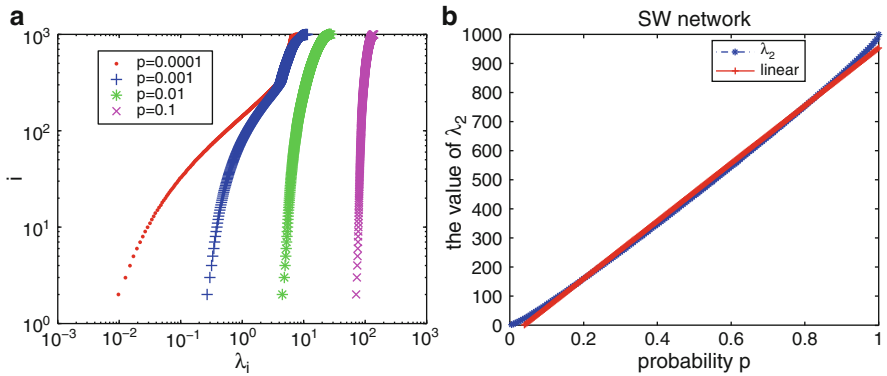 a
10³
10²
10¹
10⁰
i
p=0.0001
p=0.001
p=0.01
p=0.1
10⁻³ 10⁻² 10⁻¹ 10⁰ 10¹ 10² 10³
λᵢ
b
SW network
1000
900
800
700
600
500
400
300
200
100
0
the value of λ₂
λ₂
linear
0 0.2 0.4 0.6 0.8 1
probability p